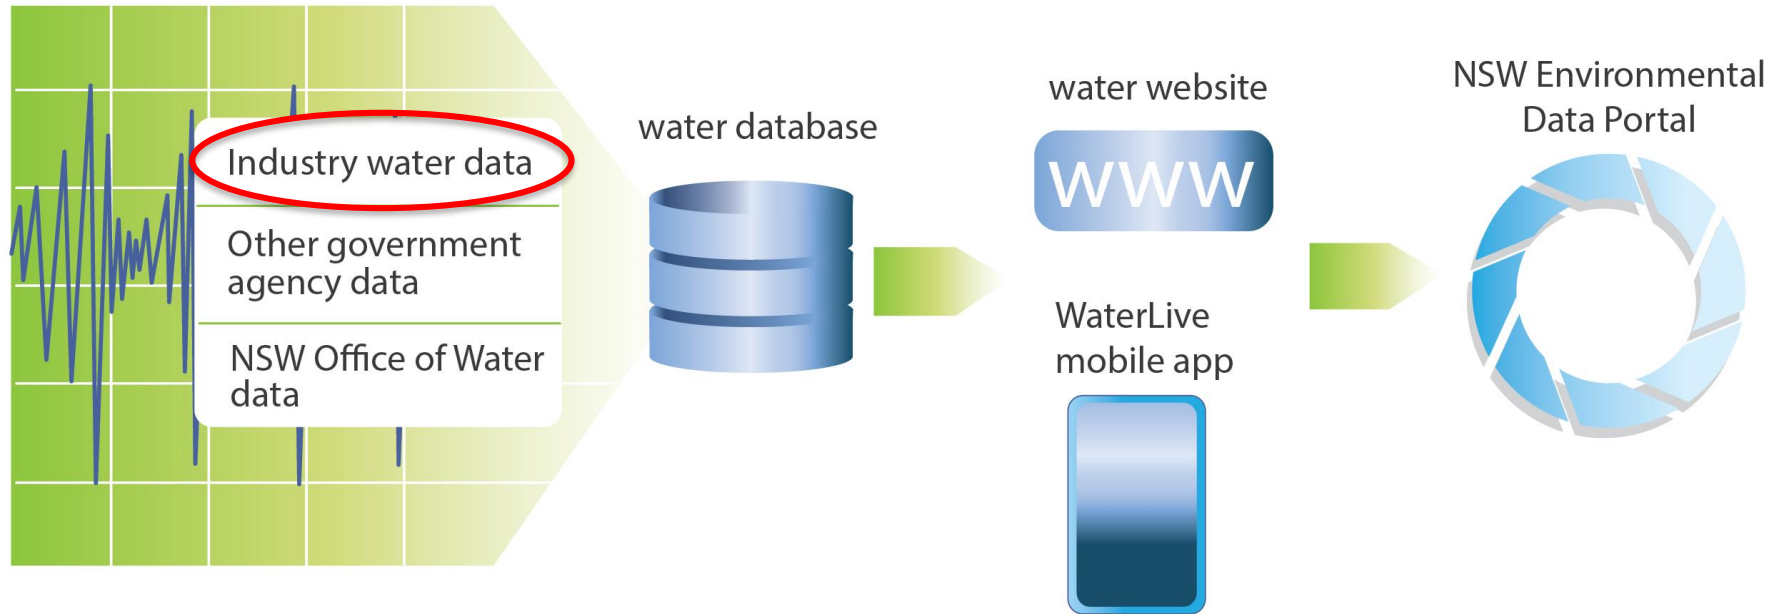 Industry water data
Other government
agency data
NSW Office of Water
data
water database
water website
www
WaterLive
mobile app
NSW Environmental
Data Portal